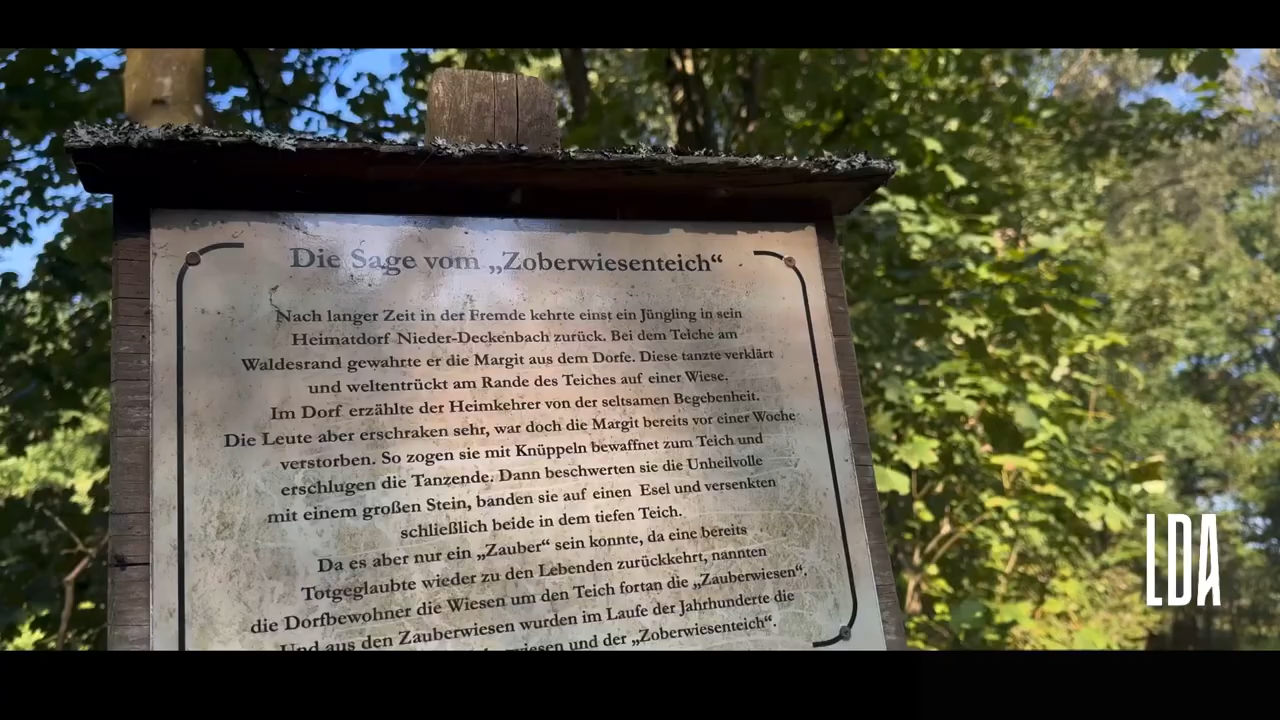 Die Sage vom „Zoberwiesenteich“
Nach langer Zeit in der Fremde kehrte einst ein Jüngling in sein
Heimatdorf Nieder-Deckenbach zurück. Bei dem Teiche am
Waldesrand gewahrte er die Margit aus dem Dorfe. Diese tanzte verklärt
und weltentrückt am Rande des Teiches auf einer Wiese.
Im Dorf erzählte der Heimkehrer von der seltsamen Begebenheit.
Die Leute aber erschraken sehr, war doch die Margit bereits vor einer Woche
verstorben. So zogen sie mit Knüppeln bewaffnet zum Teich und
erschlugen die Tanzende. Dann beschwerten sie die Unheilvolle
mit einem großen Stein, banden sie auf einen Esel und versenkten
schließlich beide in dem tiefen Teich.
Da es aber nur ein „Zauber“ sein konnte, da eine bereits
Totgeglaubte wieder zu den Lebenden zurückkehrt, nannten
die Dorfbewohner die Wiesen um den Teich fortan die „Zauberwiesen“.
Und aus den Zauberwiesen wurden im Laufe der Jahrhunderte die
und der „Zoberwiesenteich“.
LDA